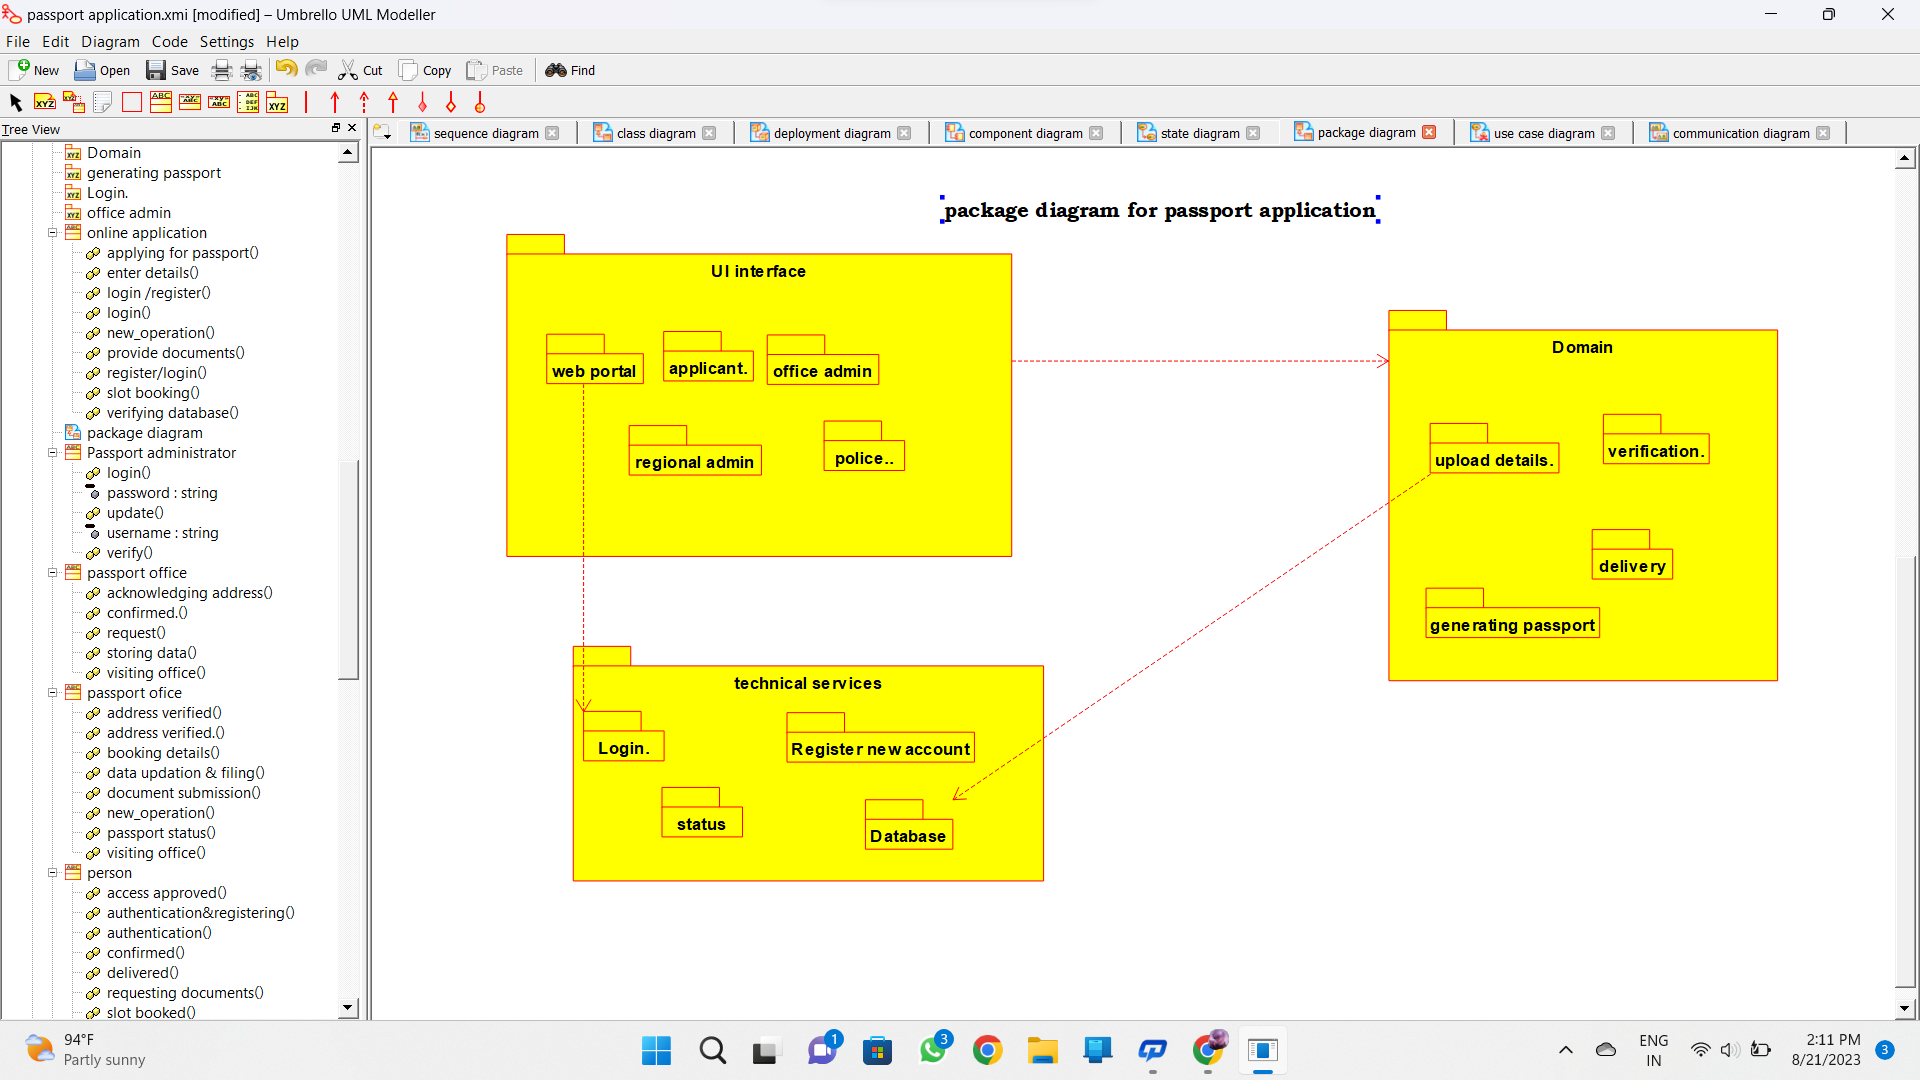 passport application.xmi [modified] – Umbrello UML Modeller
File Edit Diagram Code Settings Help
New Open Save Cut Copy Paste Find
Tree View
sequence diagram class diagram deployment diagram component diagram state diagram package diagram use case diagram communication diagram
Domain
generating passport
Login.
office admin
online application
applying for passport()
enter details()
login /register()
login()
new_operation()
provide documents()
register/login()
slot booking()
verifying database()
package diagram
Passport administrator
login()
password : string
update()
username : string
verify()
passport office
acknowledging address()
confirmed.()
request()
storing data()
visiting office()
passport ofice
address verified()
address verified.()
booking details()
data updation & filing()
document submission()
new_operation()
passport status()
visiting office()
person
access approved()
authentication&registering()
authentication()
confirmed()
delivered()
requesting documents()
slot booked()
package diagram for passport application
UI interface
web portal applicant. office admin
regional admin police..
Domain
upload details. verification.
delivery
generating passport
technical services
Login. Register new account
status Database
94°F
Partly sunny
1
3
ENG
IN
2:11 PM
8/21/2023
3